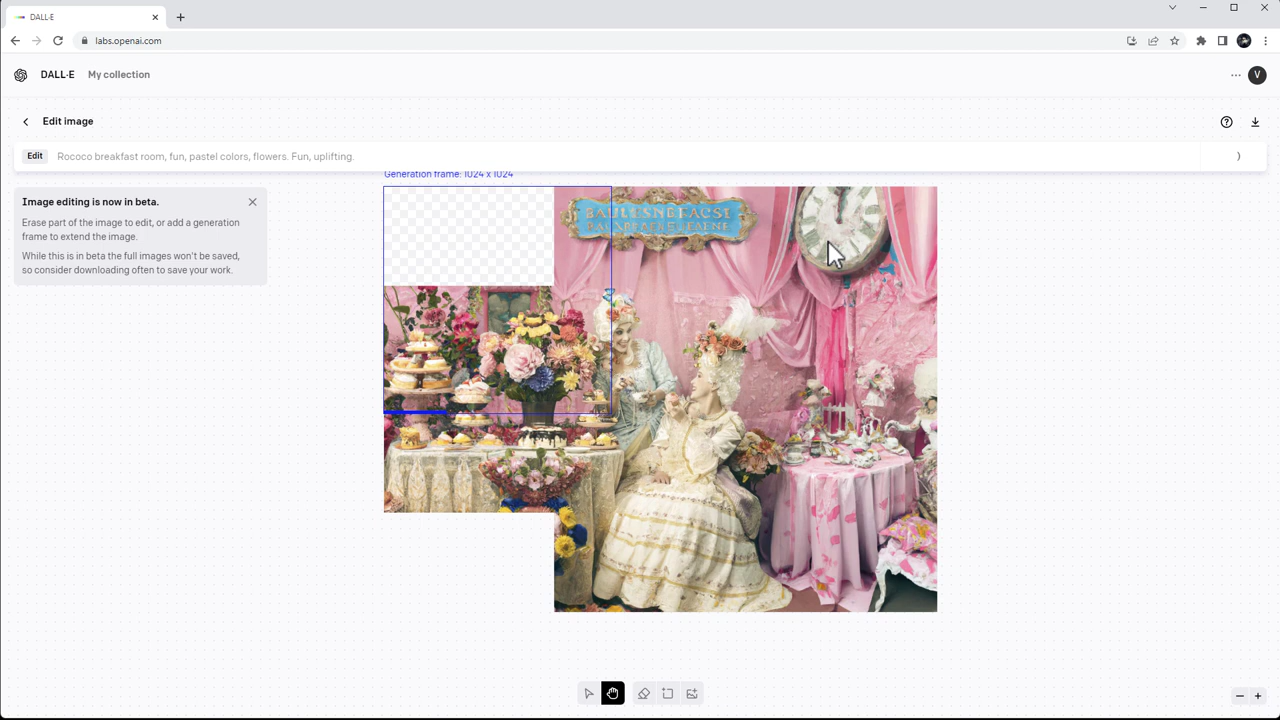 DALL·E
labs.openai.com
DALL·E My collection
V
Edit image
Edit Rococo breakfast room, fun, pastel colors, flowers. Fun, uplifting.
Generation frame: 1024 x 1024
Image editing is now in beta.
Erase part of the image to edit, or add a generation
frame to extend the image.
While this is in beta the full images won't be saved,
so consider downloading often to save your work.
BAULESNEFACSE